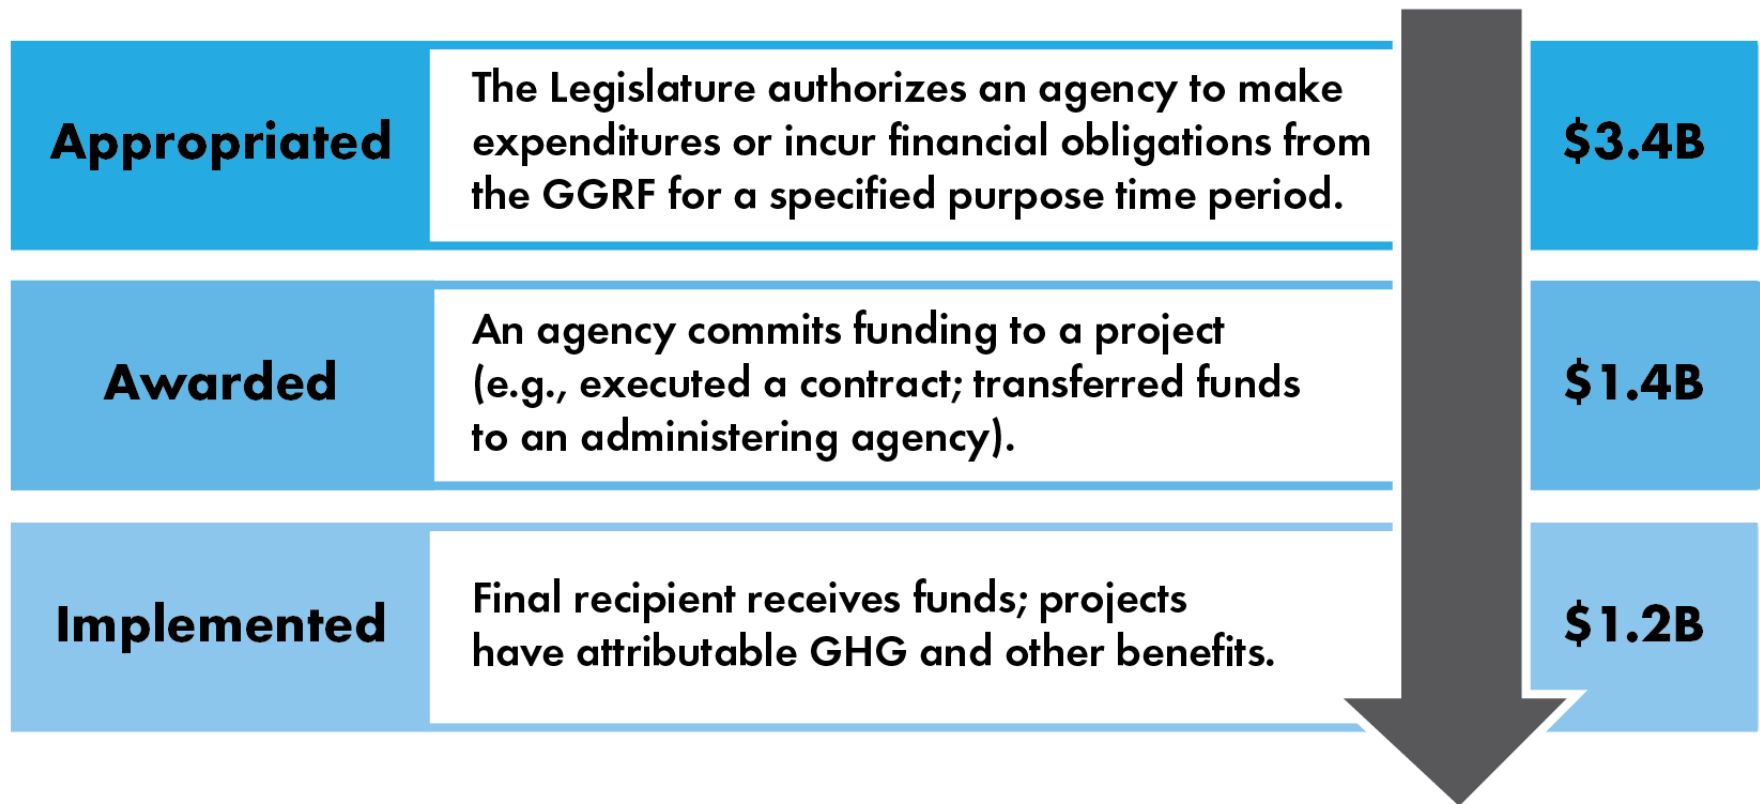 Appropriated
The Legislature authorizes an agency to make
expenditures or incur financial obligations from
the GGRF for a specified purpose time period.
$3.4B
Awarded
An agency commits funding to a project
(e.g., executed a contract; transferred funds
to an administering agency).
$1.4B
Implemented
Final recipient receives funds; projects
have attributable GHG and other benefits.
$1.2B